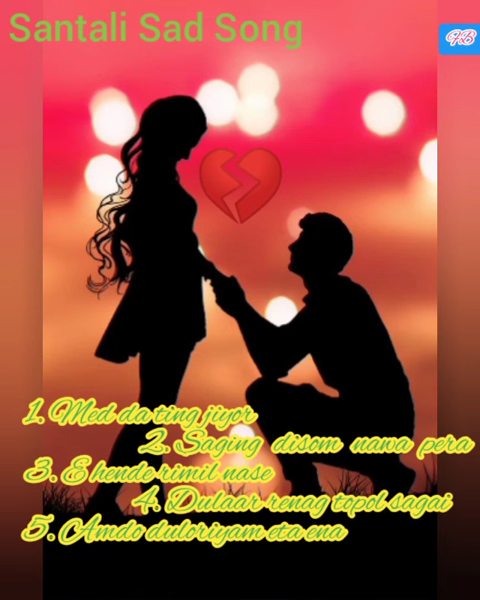 Santali Sad Song
HB
1. Med da ting jiyor
2. Saging disom nawa pera
3. E hende rimil nase
4. Dulaar renag topol sagai
5. Amdo duloriyam eta ena